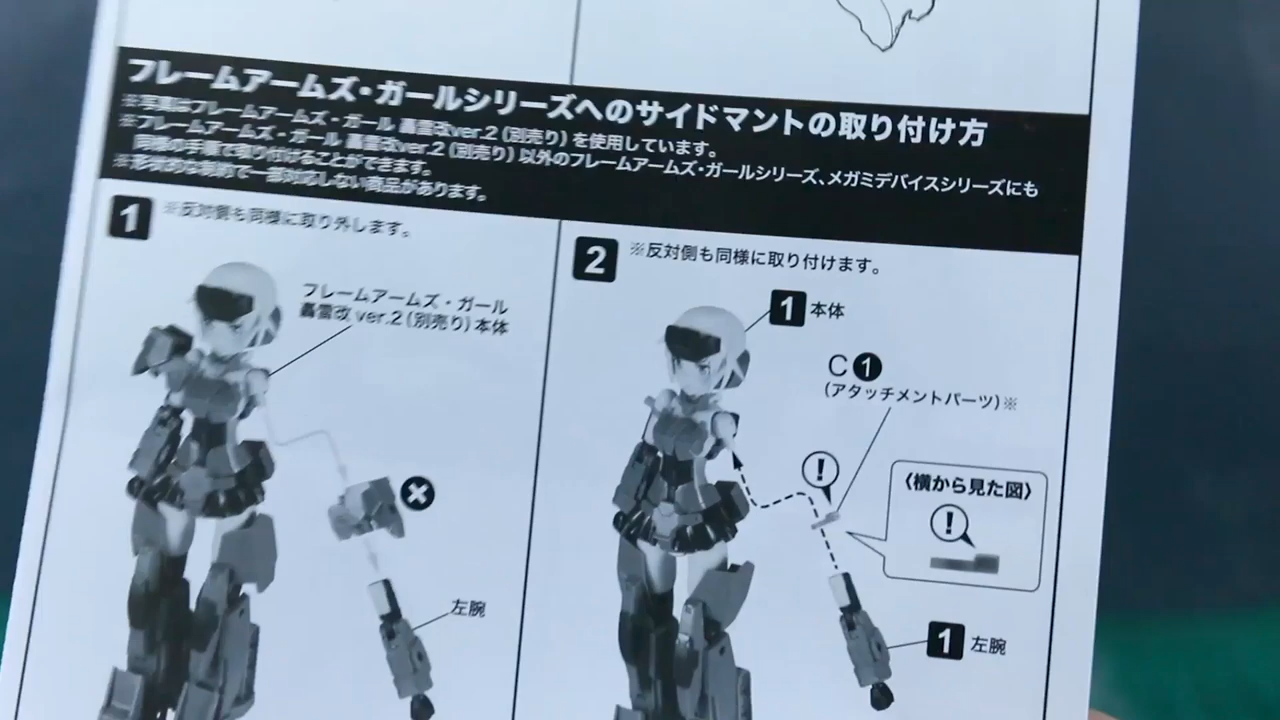 フレームアームズ・ガールシリーズへのサイドマントの取り付け方
※写真はフレームアームズ・ガール 轟雷改ver.2（別売り）を使用しています。
※フレームアームズ・ガール 轟雷改ver.2（別売り）以外のフレームアームズ・ガールシリーズ、メガミデバイスシリーズにも
同様の手順で取り付けることができます。
※形状的な制約で一部対応しない商品があります。
1 ※反対側も同様に取り外します。
フレームアームズ・ガール
轟雷改 ver.2（別売り）本体
左腕
2 ※反対側も同様に取り付けます。
1 本体
C1
（アタッチメントパーツ）※
!
〈横から見た図〉
!
1 左腕